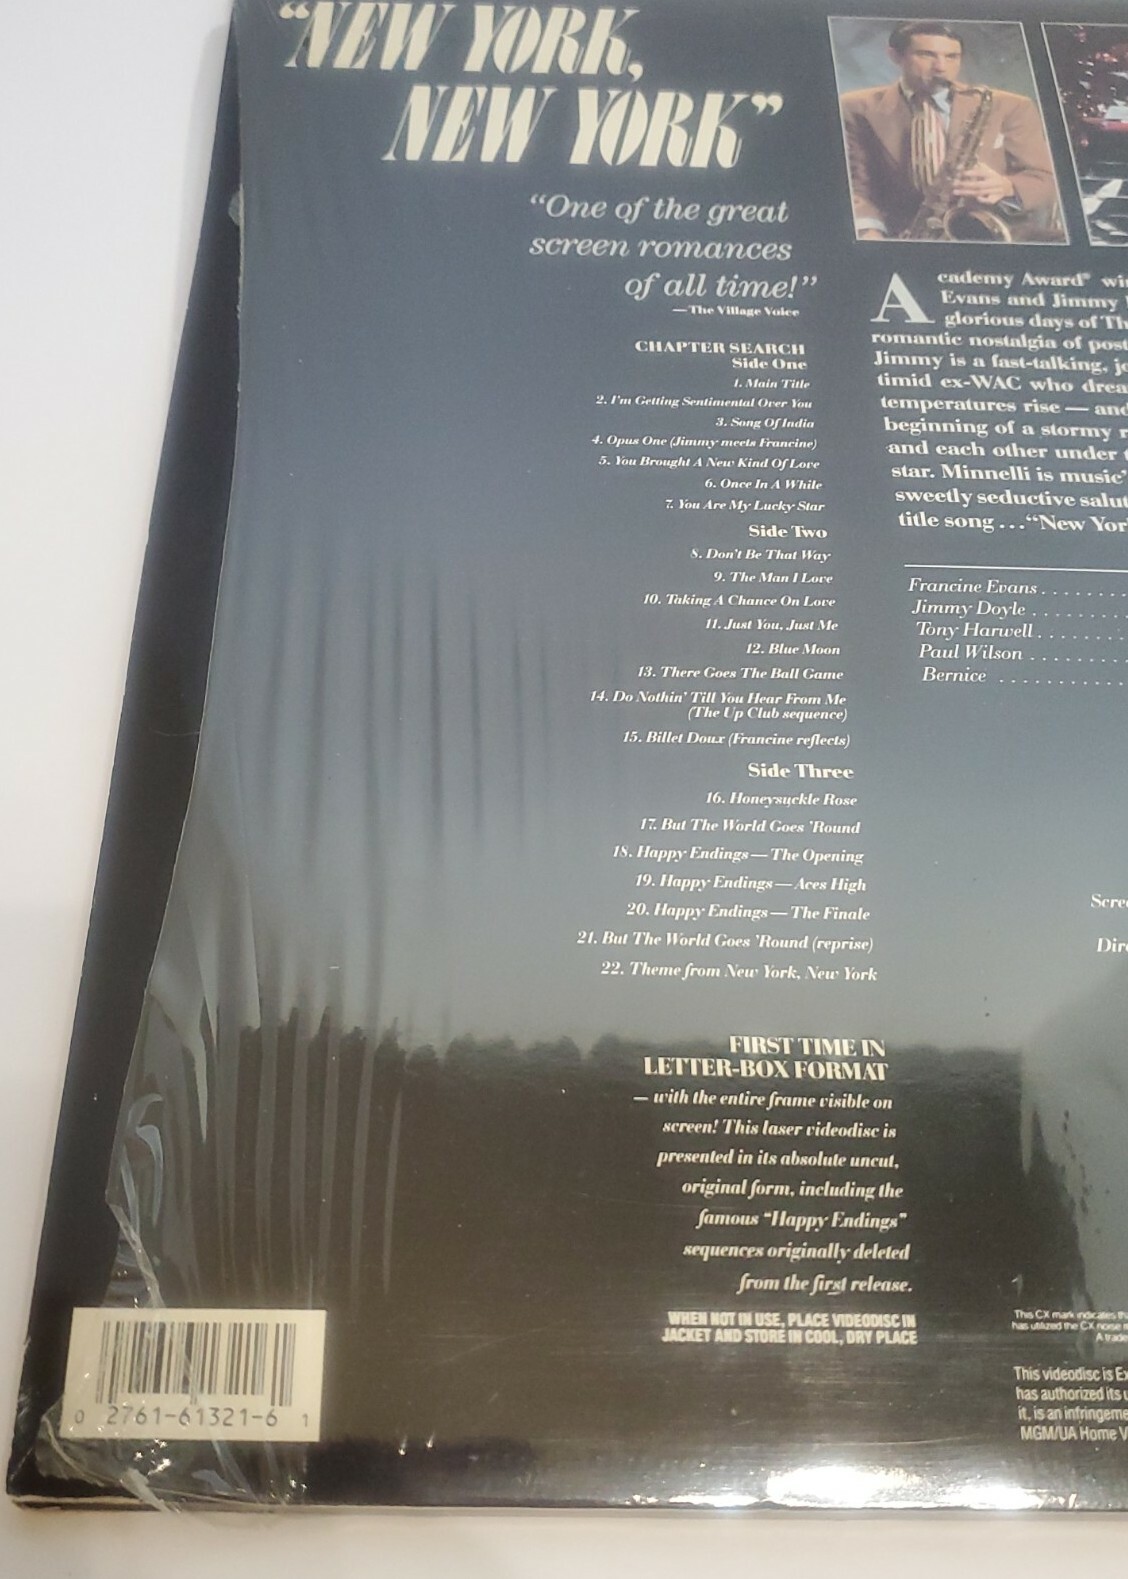 “NEW YORK,
NEW YORK”
“One of the great
screen romances
of all time!”
—The Village Voice
CHAPTER SEARCH
Side One
1. Main Title
2. I'm Getting Sentimental Over You
3. Song Of India
4. Opus One (Jimmy meets Francine)
5. You Brought A New Kind Of Love
6. Once In A While
7. You Are My Lucky Star
Side Two
8. Don't Be That Way
9. The Man I Love
10. Taking A Chance On Love
11. Just You, Just Me
12. Blue Moon
13. There Goes The Ball Game
14. Do Nothin' Till You Hear From Me
(The Up Club sequence)
15. Billet Doux (Francine reflects)
Side Three
16. Honeysuckle Rose
17. But The World Goes 'Round
18. Happy Endings—The Opening
19. Happy Endings—Aces High
20. Happy Endings—The Finale
21. But The World Goes 'Round (reprise)
22. Theme from New York, New York
FIRST TIME IN
LETTER-BOX FORMAT
— with the entire frame visible on
screen! This laser videodisc is
presented in its absolute uncut,
original form, including the
famous “Happy Endings”
sequences originally deleted
from the first release.
WHEN NOT IN USE, PLACE VIDEODISC IN
JACKET AND STORE IN COOL, DRY PLACE
0 2761-61321-6 1
Academy Award®
Evans and Jimmy
glorious days of
romantic nostalgia of post
Jimmy is a fast-talking,
timid ex-WAC who
temperatures rise — and
beginning of a stormy
and each other under
star. Minnelli is music'
sweetly seductive
title song...“New
Francine Evans . . . . . . . .
Jimmy Doyle . . . . . . . .
Tony Harwell . . . . . . . .
Paul Wilson . . . . . . . .
Bernice . . . . . . . . . .
This CX mark indicates
has utilized the CX noise
A
This videodisc is
has authorized its
it, is an
MGM/UA Home